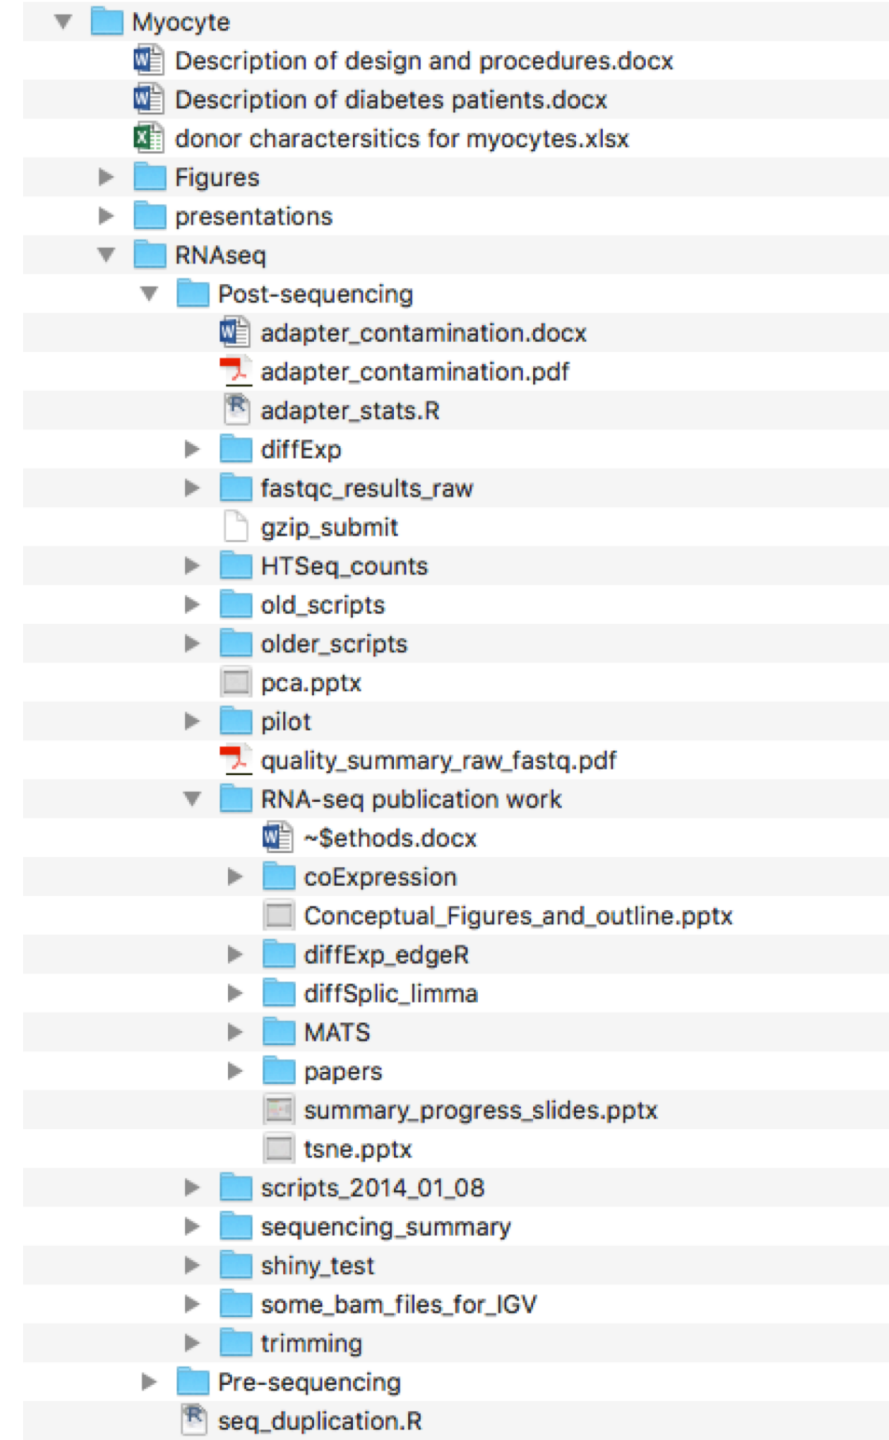 Myocyte
Description of design and procedures.docx
Description of diabetes patients.docx
donor charactersitics for myocytes.xlsx
Figures
presentations
RNAseq
Post-sequencing
adapter_contamination.docx
adapter_contamination.pdf
adapter_stats.R
diffExp
fastqc_results_raw
gzip_submit
HTSeq_counts
old_scripts
older_scripts
pca.pptx
pilot
quality_summary_raw_fastq.pdf
RNA-seq publication work
~$ethods.docx
coExpression
Conceptual_Figures_and_outline.pptx
diffExp_edgeR
diffSplic_limma
MATS
papers
summary_progress_slides.pptx
tsne.pptx
scripts_2014_01_08
sequencing_summary
shiny_test
some_bam_files_for_IGV
trimming
Pre-sequencing
seq_duplication.R